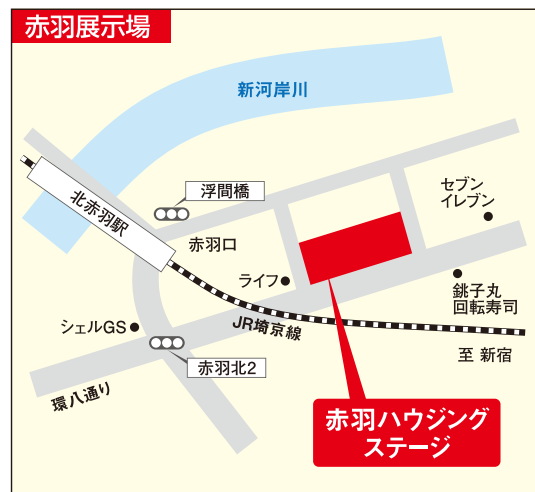 赤羽展示場
新河岸川
浮間橋
北赤羽駅
赤羽口
セブン
イレブン
ライフ
銚子丸
回転寿司
シェルGS
JR埼京線
赤羽北2
至 新宿
環八通り
赤羽ハウジング
ステージ